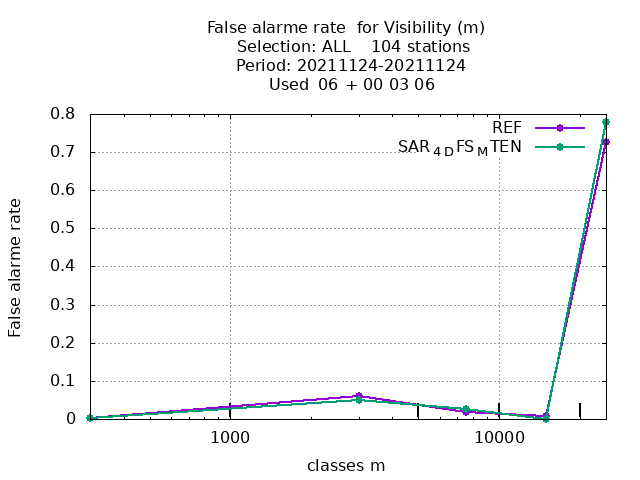 False alarme rate  for Visibility (m)
Selection: ALL    104 stations
Period: 20211124-20211124
Used  06 + 00 03 06
REF
SAR4DFSMTEN
False alarme rate
0.8
0.7
0.6
0.5
0.4
0.3
0.2
0.1
0
1000
10000
classes m